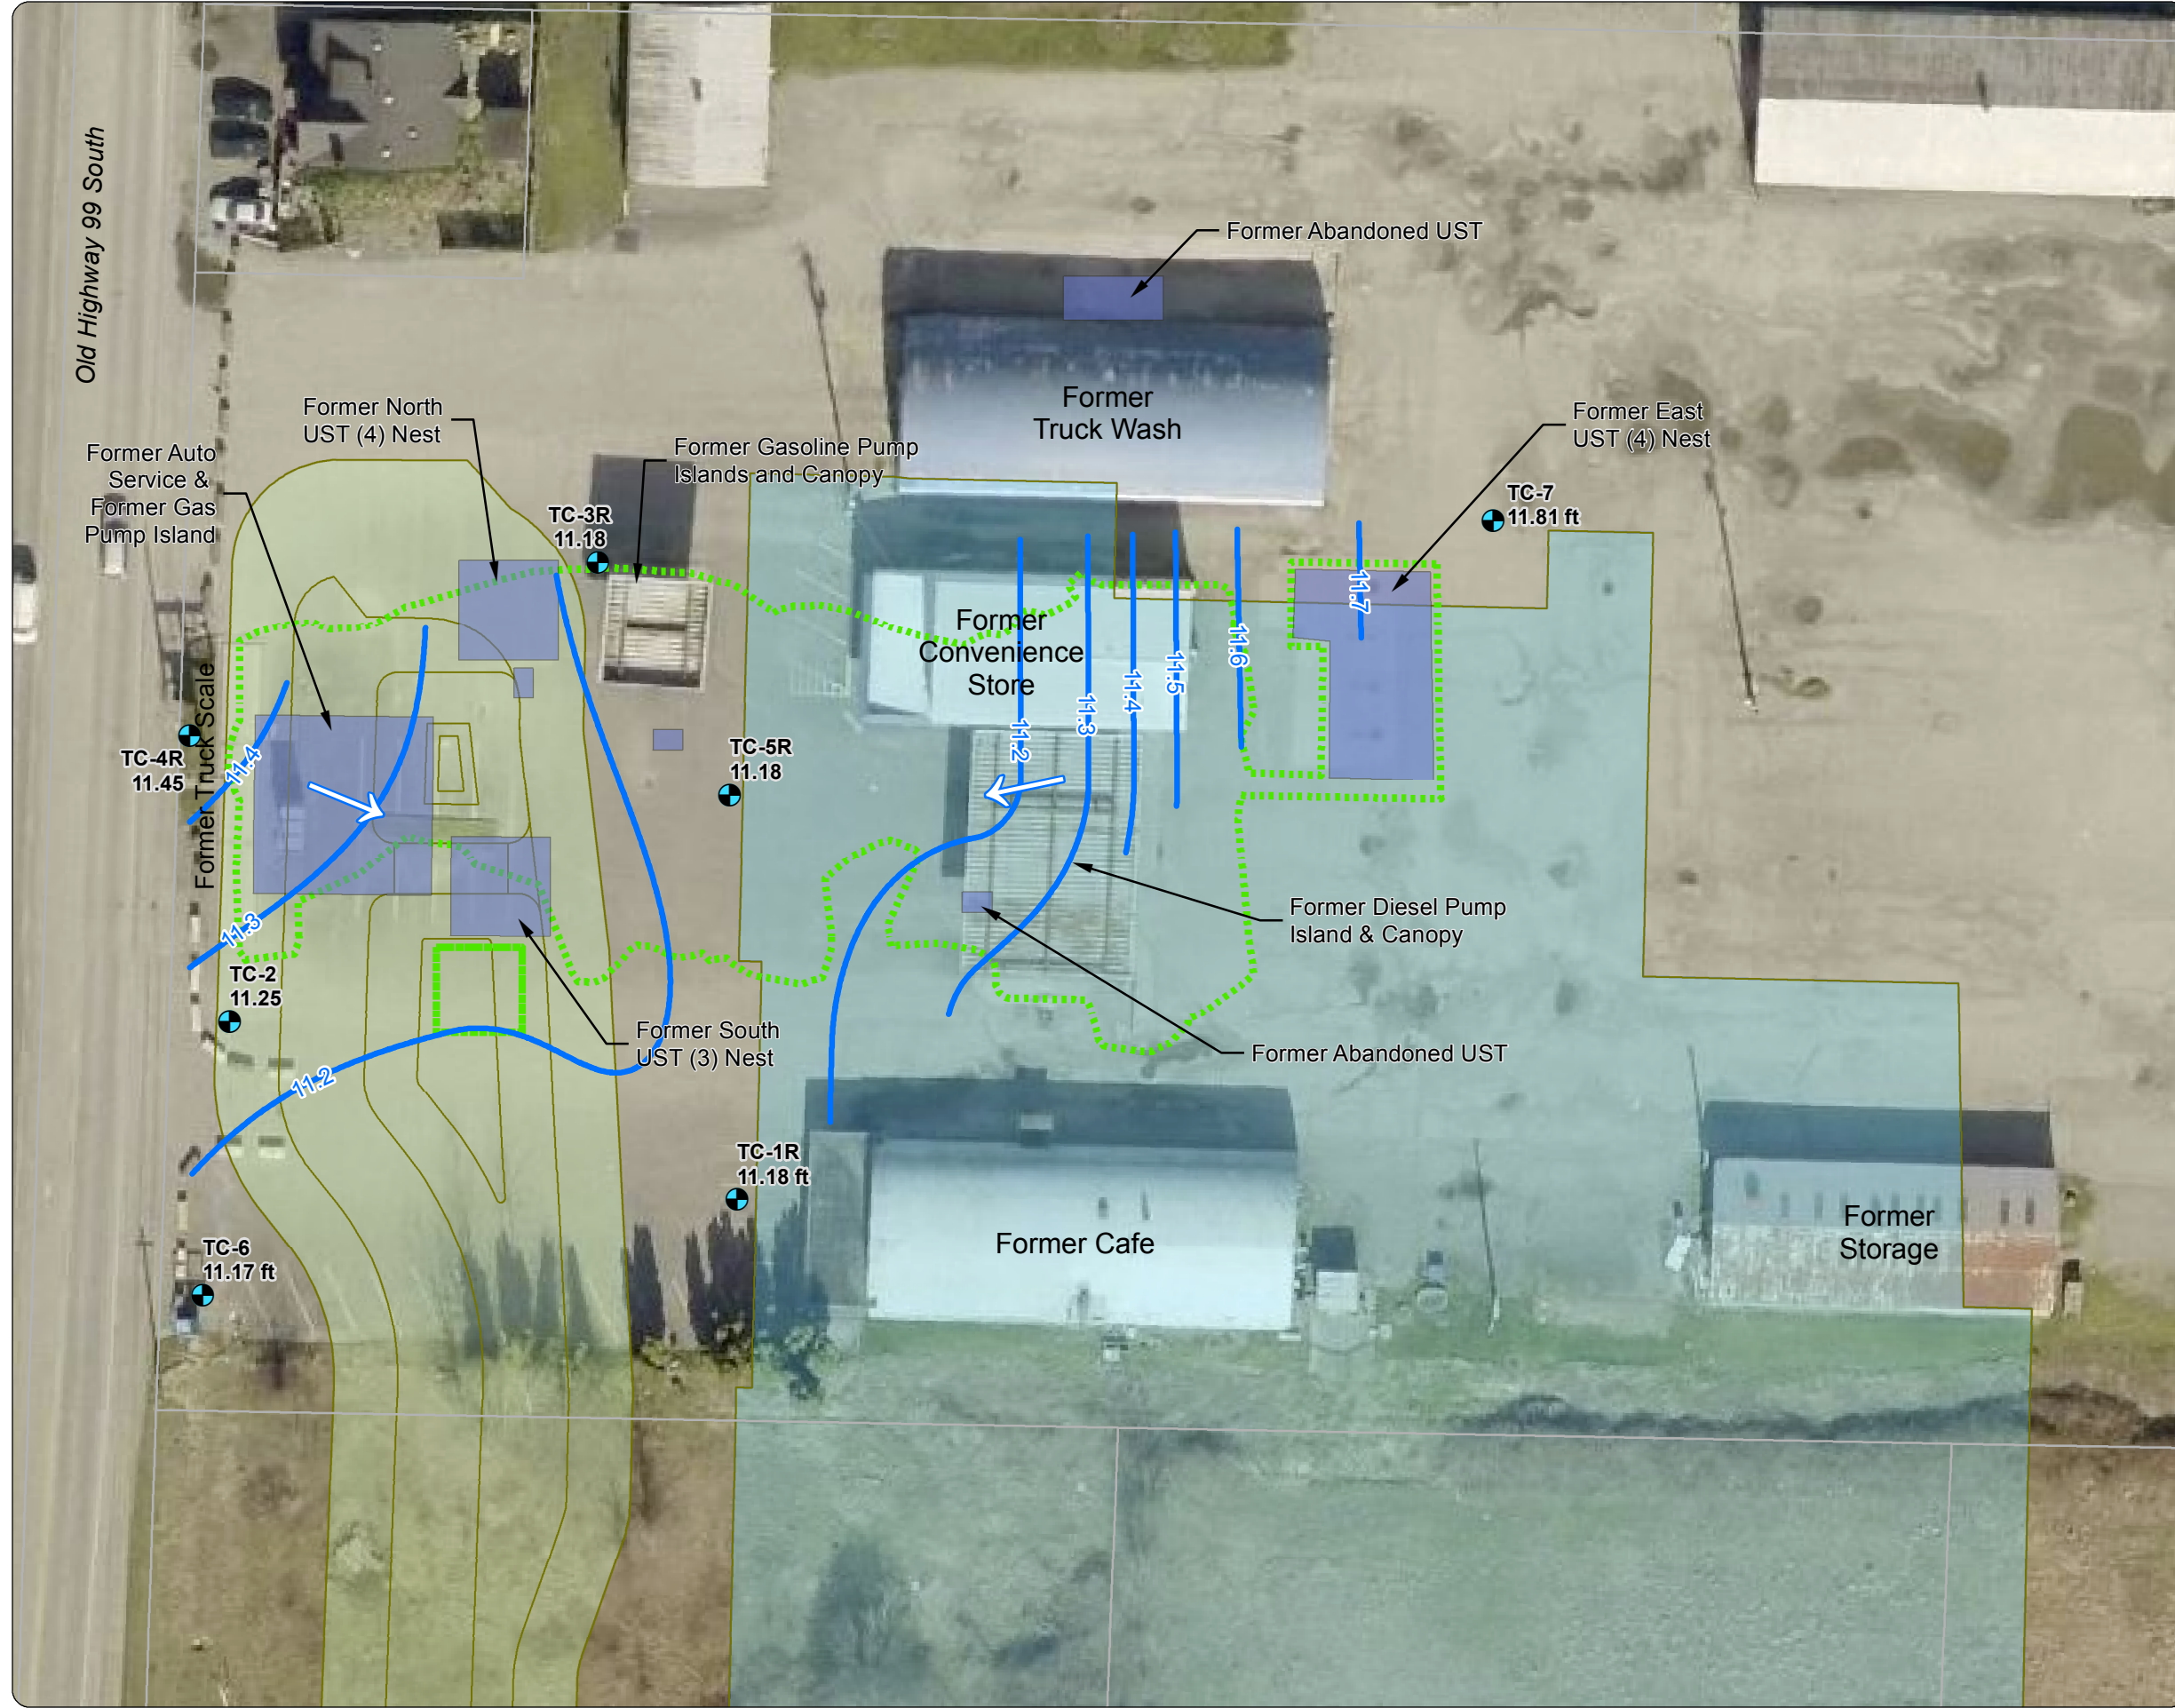 Old Highway 99 South
Former Abandoned UST
Former
Truck Wash
Former North
UST (4) Nest
Former Auto
Service &
Former Gas
Pump Island
Former Gasoline Pump
Islands and Canopy
Former East
UST (4) Nest
TC-3R
11.18
TC-7
11.81 ft
Former
Convenience
Store
11.7
11.6
11.5
11.4
11.3
11.2
Former Truck Scale
TC-4R
11.45
11.4
TC-5R
11.18
11.3
Former Diesel Pump
Island & Canopy
TC-2
11.25
Former South
UST (3) Nest
Former Abandoned UST
11.2
TC-1R
11.18 ft
TC-6
11.17 ft
Former Cafe
Former
Storage